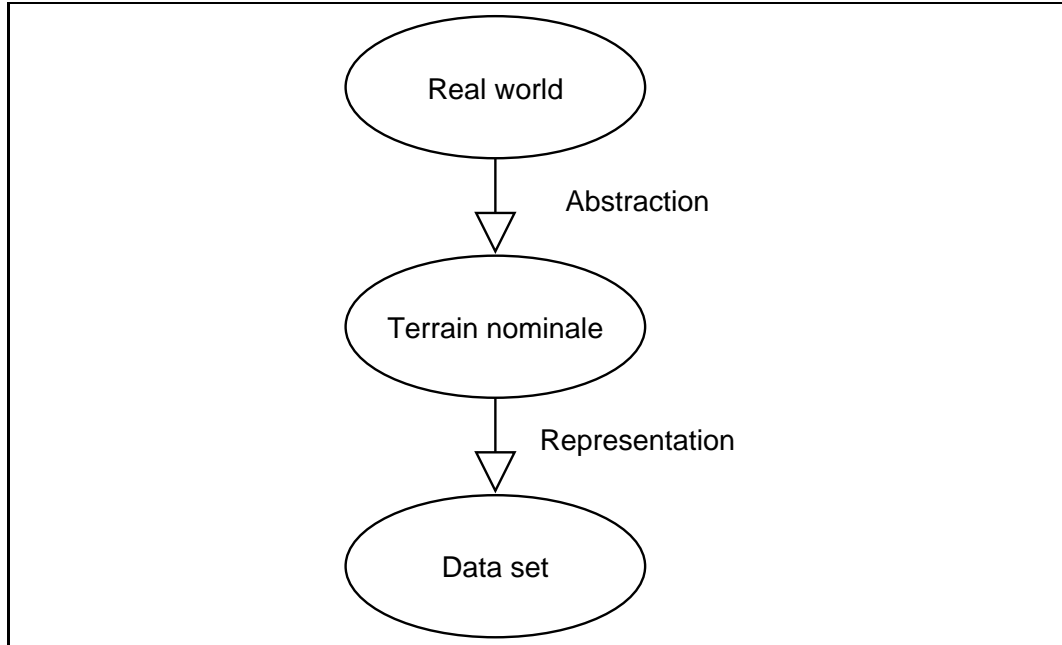 Real world
Abstraction
Terrain nominale
Representation
Data set